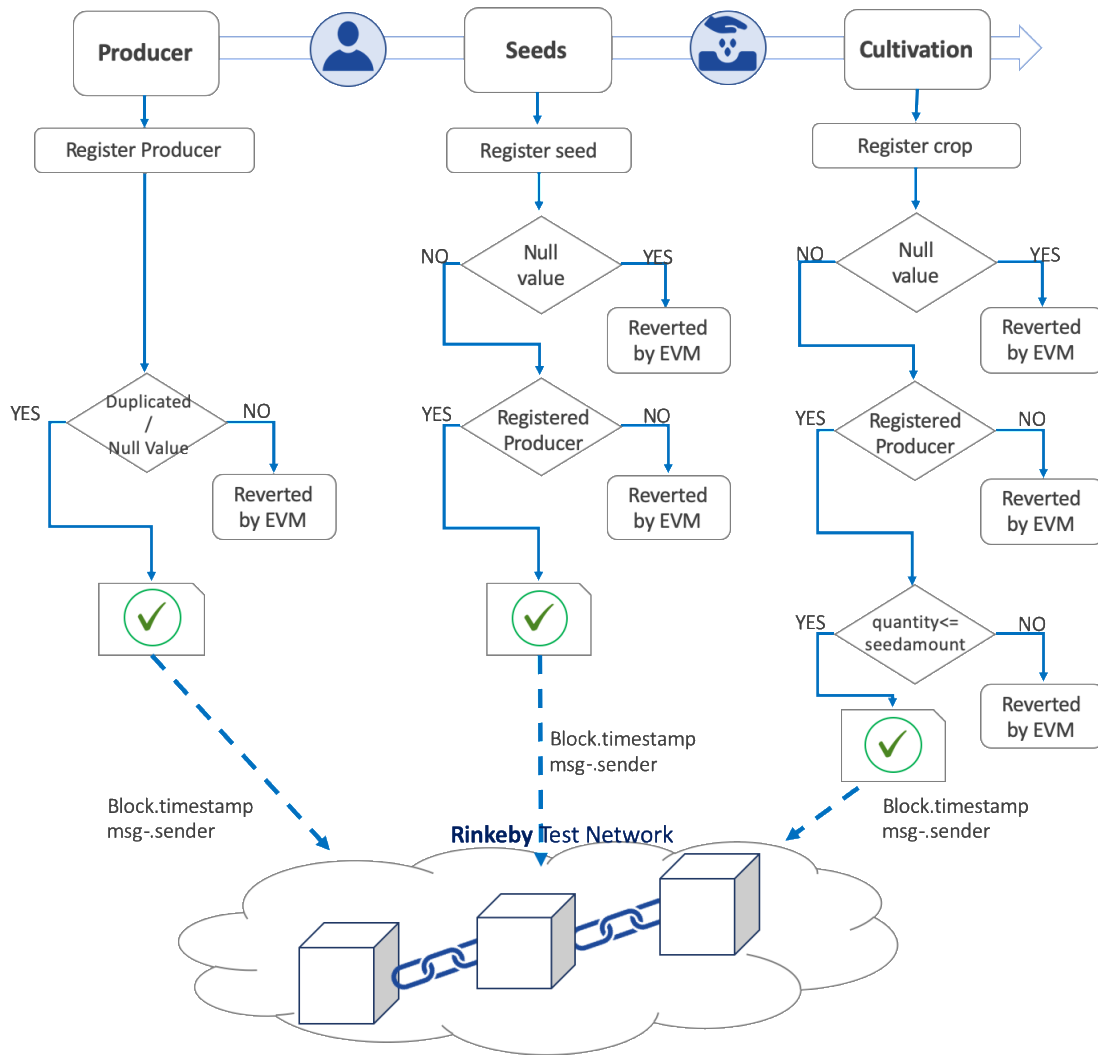 Producer
Seeds
Cultivation
Register Producer
Register seed
Register crop
NO
Null
value
YES
NO
Null
value
YES
Reverted
by EVM
Reverted
by EVM
YES
Duplicated
/
Null Value
NO
YES
Registered
Producer
NO
YES
Registered
Producer
NO
Reverted
by EVM
Reverted
by EVM
Reverted
by EVM
YES
quantity<=
seedamount
NO
Reverted
by EVM
Block.timestamp
msg-.sender
Block.timestamp
msg-.sender
Block.timestamp
msg-.sender
Rinkeby Test Network